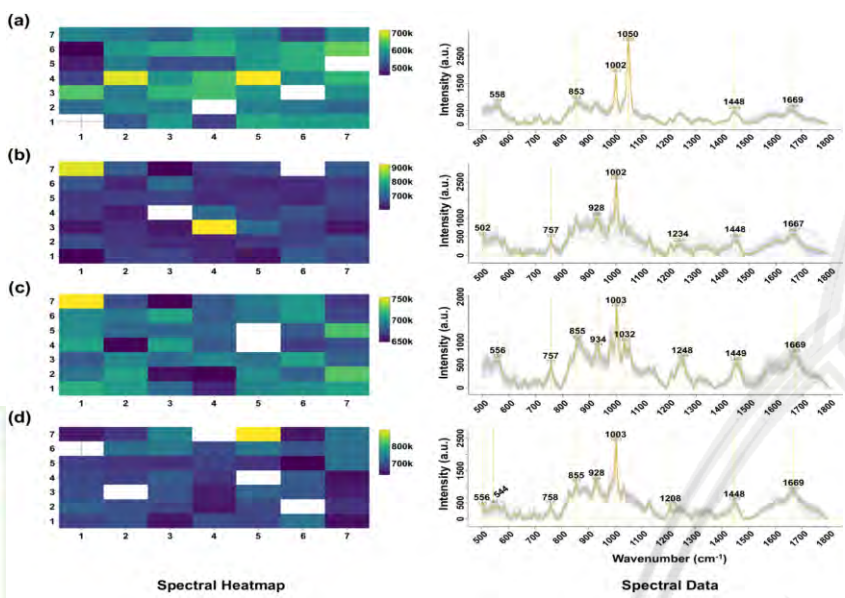 (a)
7
6
5
4
3
2
1
1 2 3 4 5 6 7
700k
600k
500k
Intensity (a.u.)
2500
1500
500
0
558
853
1002
1050
1448
1669
500 600 700 800 900 1000 1100 1200 1300 1400 1500 1600 1700 1800
(b)
7
6
5
4
3
2
1
1 2 3 4 5 6 7
900k
800k
700k
Intensity (a.u.)
2500
1000
500
0
502
757
928
1002
1234
1448
1667
500 600 700 800 900 1000 1100 1200 1300 1400 1500 1600 1700 1800
(c)
7
6
5
4
3
2
1
1 2 3 4 5 6 7
750k
700k
650k
Intensity (a.u.)
2000
1000
500
0
556
757
855
934
1003
1032
1248
1449
1669
500 600 700 800 900 1000 1100 1200 1300 1400 1500 1600 1700 1800
(d)
7
6
5
4
3
2
1
1 2 3 4 5 6 7
800k
700k
Intensity (a.u.)
2500
1500
500
0
556
544
758
855
928
1003
1208
1448
1669
500 600 700 800 900 1000 1100 1200 1300 1400 1500 1600 1700 1800
Wavenumber (cm⁻¹)
Spectral Heatmap
Spectral Data